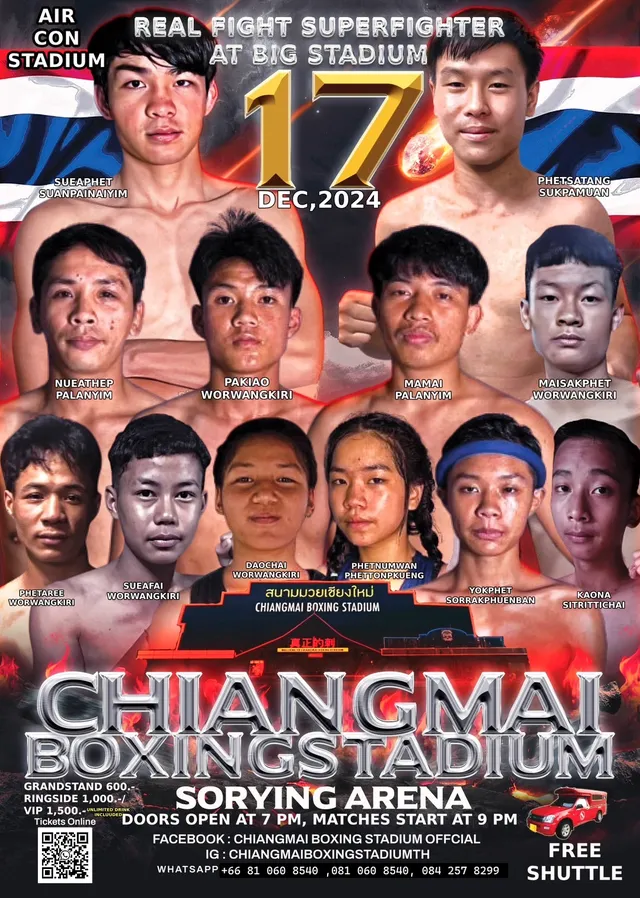 AIR
CON
STADIUM
REAL FIGHT SUPERFIGHTER
AT BIG STADIUM
17
DEC,2024
SUEAPHET
SUANPAINAIYIM
PHETSATANG
SUKPAMUAN
NUEATHEP
PALANYIM
PAKIAO
WORWANGKIRI
MAMAI
PALANYIM
MAISAKPHET
WORWANGKIRI
PHETAREE
WORWANGKIRI
SUEAFAI
WORWANGKIRI
DAOCHAI
WORWANGKIRI
PHETNUMWAN
PHETTONPKUENG
YOKPHET
SORRAKPHUENBAN
KAONA
SITRITTICHAI
สนามมวยเชียงใหม่
CHIANGMAI BOXING STADIUM
CHIANGMAI
BOXINGSTADIUM
GRANDSTAND 600.-
RINGSIDE 1,000.-/
VIP 1,500.-
UNLIMITED DRINK
INCLUUDED
SORYING ARENA
DOORS OPEN AT 7 PM, MATCHES START AT 9 PM
Tickets Online
FACEBOOK : CHIANGMAI BOXING STADIUM OFFCIAL
IG : CHIANGMAIBOXINGSTADIUMTH
WHATSAPP +66 81 060 8540 ,081 060 8540, 084 257 8299
FREE
SHUTTLE